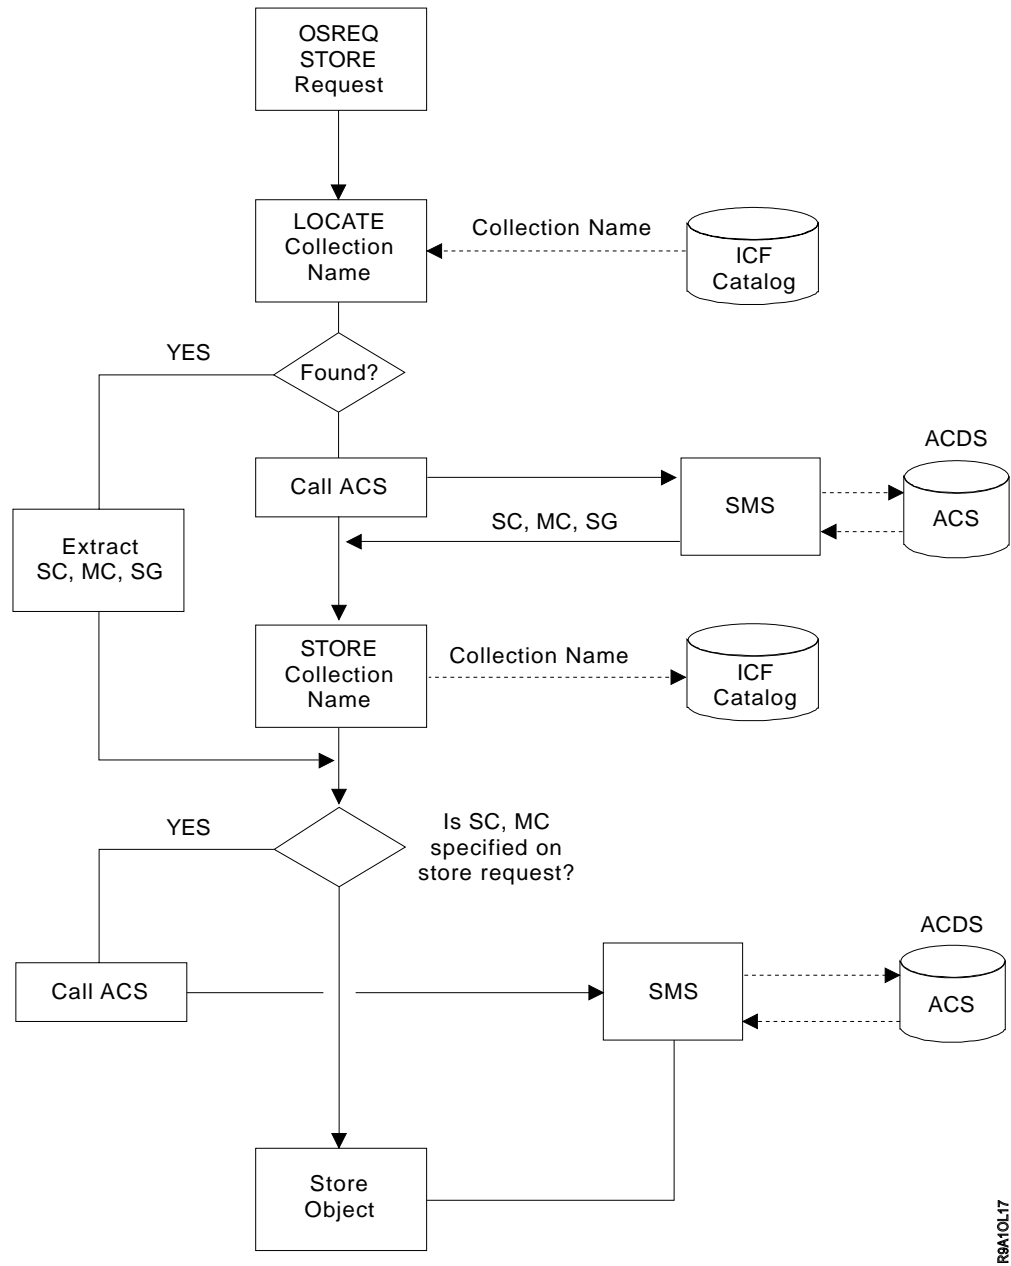 OSREQ
STORE
Request
LOCATE
Collection
Name
Collection Name
ICF
Catalog
YES
Found?
ACDS
Call ACS
SMS
ACS
SC, MC, SG
Extract
SC, MC, SG
STORE
Collection
Name
Collection Name
ICF
Catalog
YES
Is SC, MC
specified on
store request?
ACDS
Call ACS
SMS
ACS
Store
Object
R9A1OL17